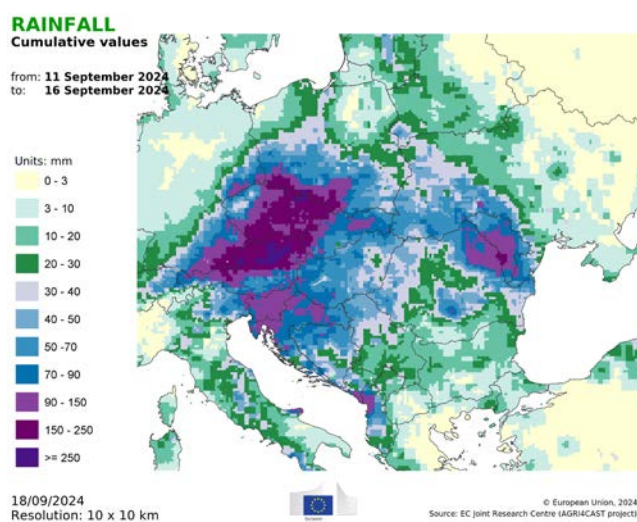 RAINFALL
Cumulative values
from: 11 September 2024
to: 16 September 2024
Units: mm
0 - 3
3 - 10
10 - 20
20 - 30
30 - 40
40 - 50
50 -70
70 - 90
90 - 150
150 - 250
>= 250
18/09/2024
Resolution: 10 x 10 km
© European Union, 2024
Source: EC Joint Research Centre (AGRI4CAST project)